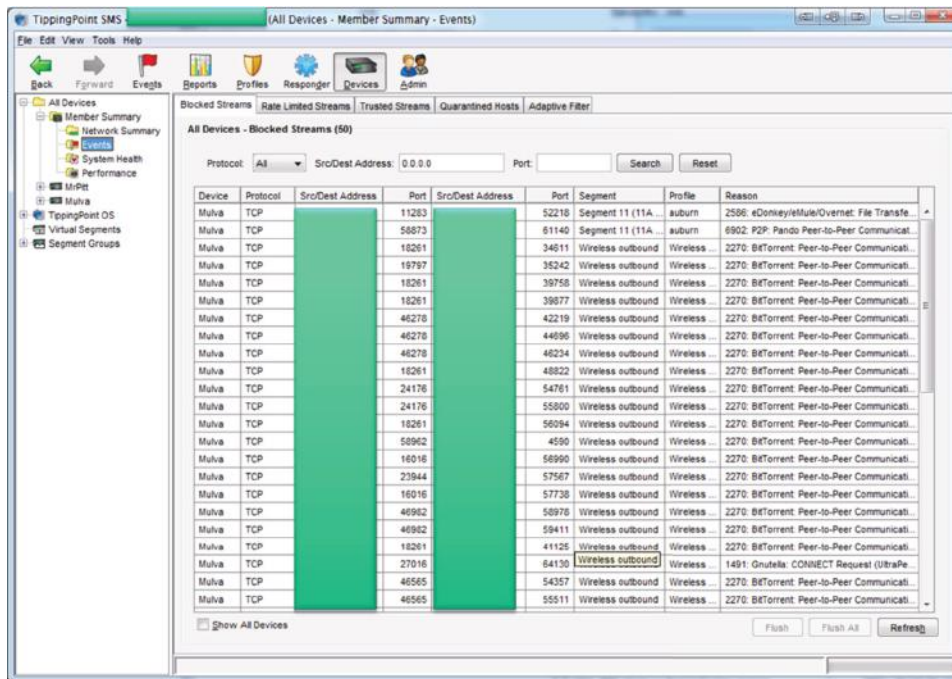 TippingPoint SMS - (All Devices - Member Summary - Events)
File Edit View Tools Help
Back Forward Events Reports Profiles Responder Devices Admin
All Devices
Member Summary
Network Summary
Events
System Health
Performance
MrPitt
Mulva
TippingPoint OS
Virtual Segments
Segment Groups
Blocked Streams Rate Limited Streams Trusted Streams Quarantined Hosts Adaptive Filter
All Devices - Blocked Streams (50)
Protocol: All Src/Dest Address: 0.0.0.0 Port: Search Reset
Device Protocol Src/Dest Address Port Src/Dest Address Port Segment Profile Reason
Mulva TCP 11283 52218 Segment 11 (11A ... auburn 2586: eDonkey/eMule/Overnet: File Transfe...
Mulva TCP 58873 61140 Segment 11 (11A ... auburn 6902: P2P: Pando Peer-to-Peer Communicat...
Mulva TCP 18261 34611 Wireless outbound Wireless ... 2270: BitTorrent: Peer-to-Peer Communicati...
Mulva TCP 19797 35242 Wireless outbound Wireless ... 2270: BitTorrent: Peer-to-Peer Communicati...
Mulva TCP 18261 39758 Wireless outbound Wireless ... 2270: BitTorrent: Peer-to-Peer Communicati...
Mulva TCP 18261 39877 Wireless outbound Wireless ... 2270: BitTorrent: Peer-to-Peer Communicati...
Mulva TCP 46278 42219 Wireless outbound Wireless ... 2270: BitTorrent: Peer-to-Peer Communicati...
Mulva TCP 46278 44696 Wireless outbound Wireless ... 2270: BitTorrent: Peer-to-Peer Communicati...
Mulva TCP 46278 46234 Wireless outbound Wireless ... 2270: BitTorrent: Peer-to-Peer Communicati...
Mulva TCP 18261 48822 Wireless outbound Wireless ... 2270: BitTorrent: Peer-to-Peer Communicati...
Mulva TCP 24176 54761 Wireless outbound Wireless ... 2270: BitTorrent: Peer-to-Peer Communicati...
Mulva TCP 24176 55800 Wireless outbound Wireless ... 2270: BitTorrent: Peer-to-Peer Communicati...
Mulva TCP 18261 56094 Wireless outbound Wireless ... 2270: BitTorrent: Peer-to-Peer Communicati...
Mulva TCP 58962 4590 Wireless outbound Wireless ... 2270: BitTorrent: Peer-to-Peer Communicati...
Mulva TCP 16016 56990 Wireless outbound Wireless ... 2270: BitTorrent: Peer-to-Peer Communicati...
Mulva TCP 23944 57567 Wireless outbound Wireless ... 2270: BitTorrent: Peer-to-Peer Communicati...
Mulva TCP 16016 57738 Wireless outbound Wireless ... 2270: BitTorrent: Peer-to-Peer Communicati...
Mulva TCP 46982 58978 Wireless outbound Wireless ... 2270: BitTorrent: Peer-to-Peer Communicati...
Mulva TCP 46982 59411 Wireless outbound Wireless ... 2270: BitTorrent: Peer-to-Peer Communicati...
Mulva TCP 18261 41125 Wireless outbound Wireless ... 2270: BitTorrent: Peer-to-Peer Communicati...
Mulva TCP 27016 64130 Wireless outbound Wireless ... 1491: Gnutella: CONNECT Request (UltraPe...
Mulva TCP 46565 54357 Wireless outbound Wireless ... 2270: BitTorrent: Peer-to-Peer Communicati...
Mulva TCP 46565 55511 Wireless outbound Wireless ... 2270: BitTorrent: Peer-to-Peer Communicati...
Show All Devices Flush Flush All Refresh